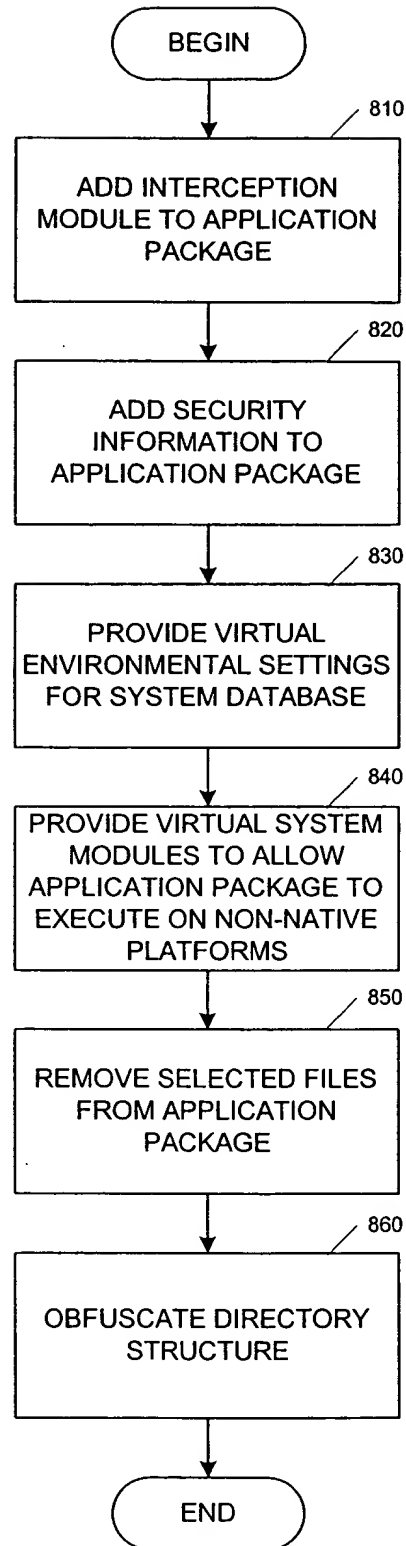 BEGIN
810
ADD INTERCEPTION
MODULE TO APPLICATION
PACKAGE
820
ADD SECURITY
INFORMATION TO
APPLICATION PACKAGE
830
PROVIDE VIRTUAL
ENVIRONMENTAL SETTINGS
FOR SYSTEM DATABASE
840
PROVIDE VIRTUAL SYSTEM
MODULES TO ALLOW
APPLICATION PACKAGE TO
EXECUTE ON NON-NATIVE
PLATFORMS
850
REMOVE SELECTED FILES
FROM APPLICATION
PACKAGE
860
OBFUSCATE DIRECTORY
STRUCTURE
END